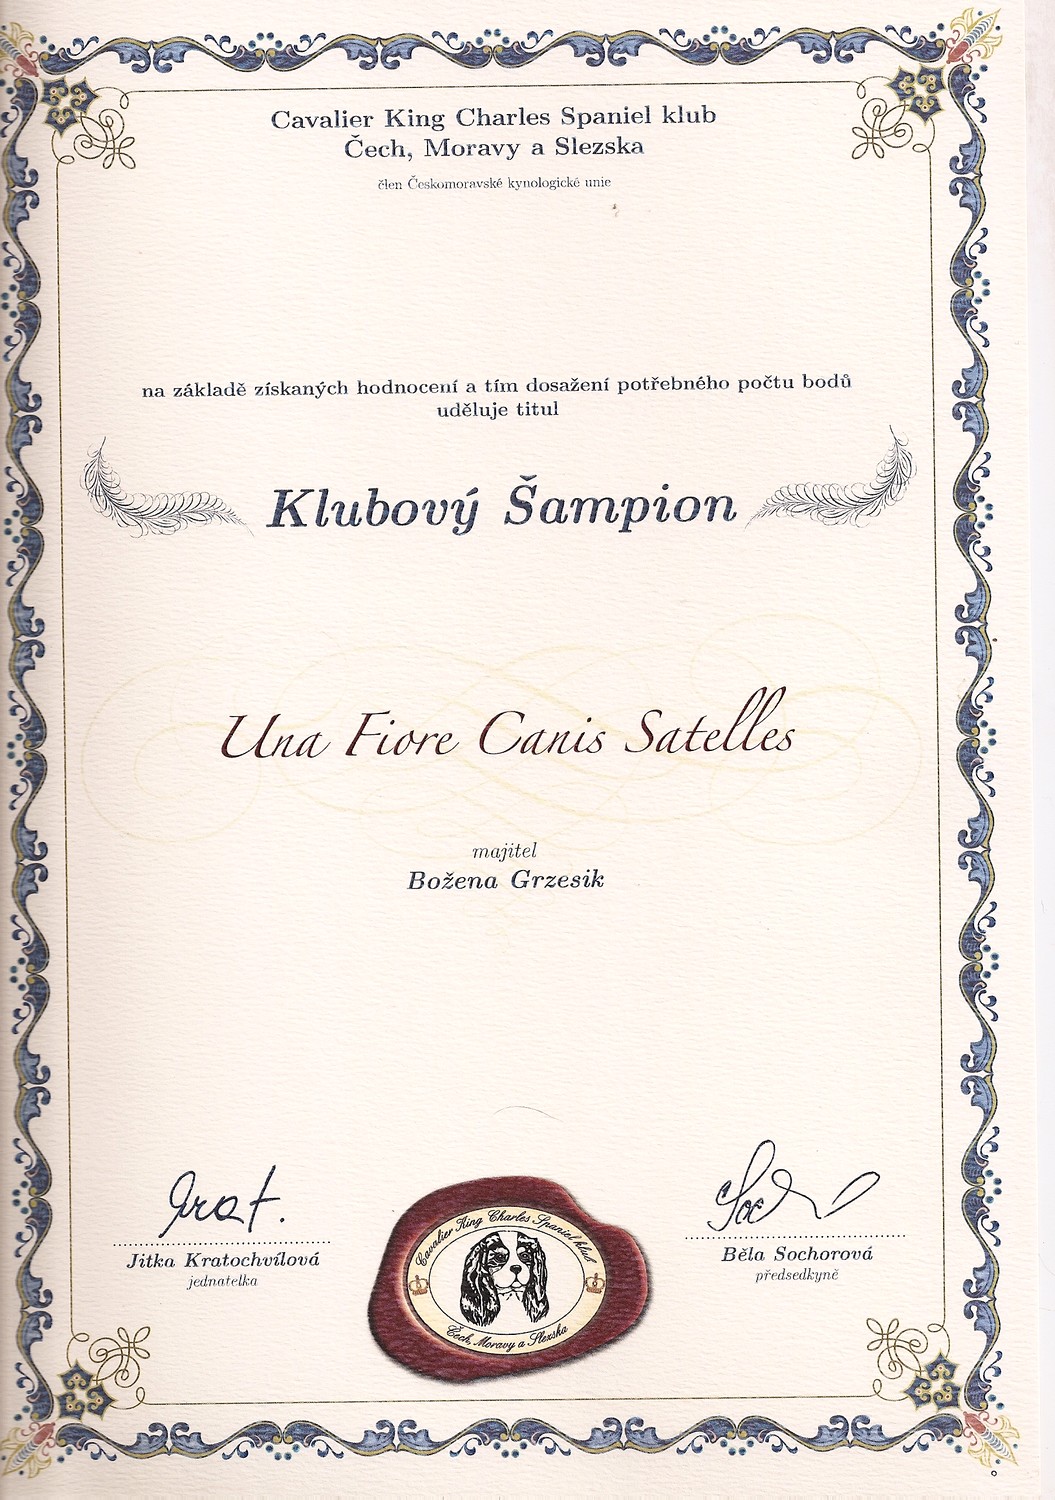 Cavalier King Charles Spaniel klub
Čech, Moravy a Slezska
člen Českomoravské kynologické unie
na základě získaných hodnocení a tím dosažení potřebného počtu bodů
uděluje titul
Klubový Šampion
Una Fiore Canis Satelles
majitel
Božena Grzesik
Jitka Kratochvílová
jednatelka
Běla Sochorová
předsedkyně
Cavalier King Charles Spaniel klub
Čech, Moravy a Slezska